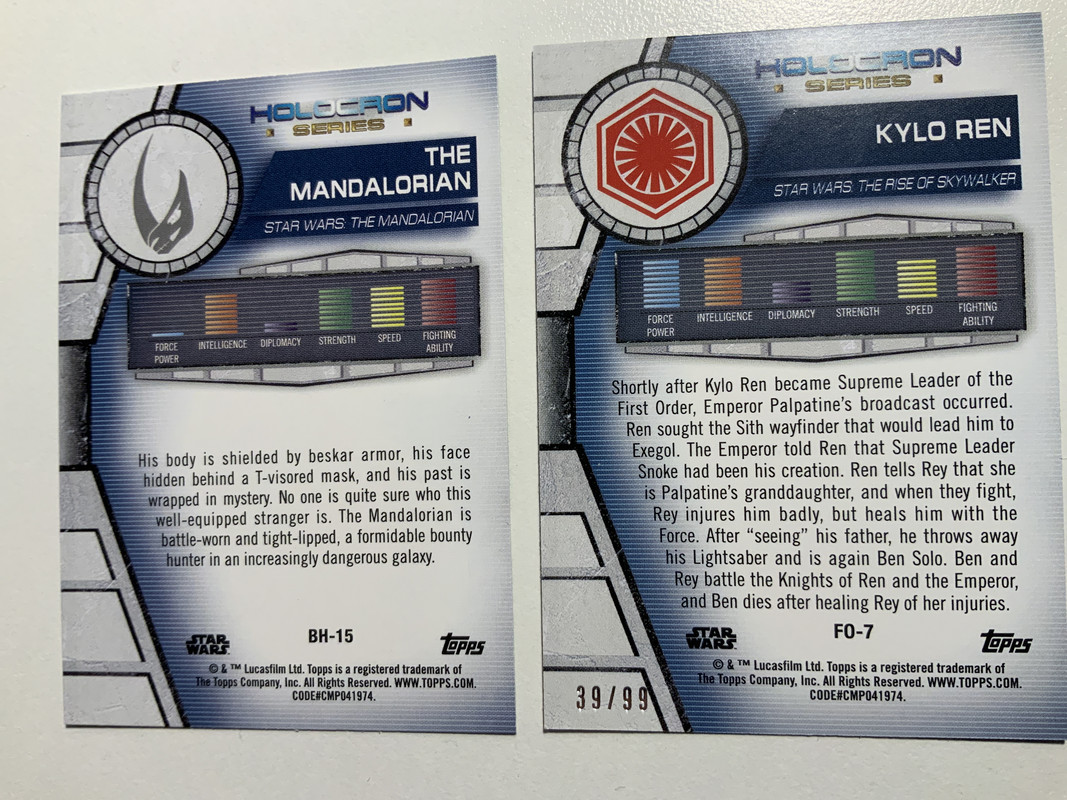 HOLOCRON
SERIES
THE
MANDALORIAN
STAR WARS: THE MANDALORIAN
FORCE
POWER
INTELLIGENCE
DIPLOMACY
STRENGTH
SPEED
FIGHTING
ABILITY
His body is shielded by beskar armor, his face
hidden behind a T-visored mask, and his past is
wrapped in mystery. No one is quite sure who this
well-equipped stranger is. The Mandalorian is
battle-worn and tight-lipped, a formidable bounty
hunter in an increasingly dangerous galaxy.
STAR
WARS
BH-15
Topps
© & ™ Lucasfilm Ltd. Topps is a registered trademark of
The Topps Company, Inc. All Rights Reserved. WWW.TOPPS.COM.
CODE#CMP041974.
HOLOCRON
SERIES
KYLO REN
STAR WARS: THE RISE OF SKYWALKER
FORCE
POWER
INTELLIGENCE
DIPLOMACY
STRENGTH
SPEED
FIGHTING
ABILITY
Shortly after Kylo Ren became Supreme Leader of the
First Order, Emperor Palpatine's broadcast occurred.
Ren sought the Sith wayfinder that would lead him to
Exegol. The Emperor told Ren that Supreme Leader
Snoke had been his creation. Ren tells Rey that she
is Palpatine's granddaughter, and when they fight,
Rey injures him badly, but heals him with the
Force. After “seeing” his father, he throws away
his Lightsaber and is again Ben Solo. Ben and
Rey battle the Knights of Ren and the Emperor,
and Ben dies after healing Rey of her injuries.
STAR
WARS
FO-7
Topps
© & ™ Lucasfilm Ltd. Topps is a registered trademark of
The Topps Company, Inc. All Rights Reserved. WWW.TOPPS.COM.
CODE#CMP041974.
39/99